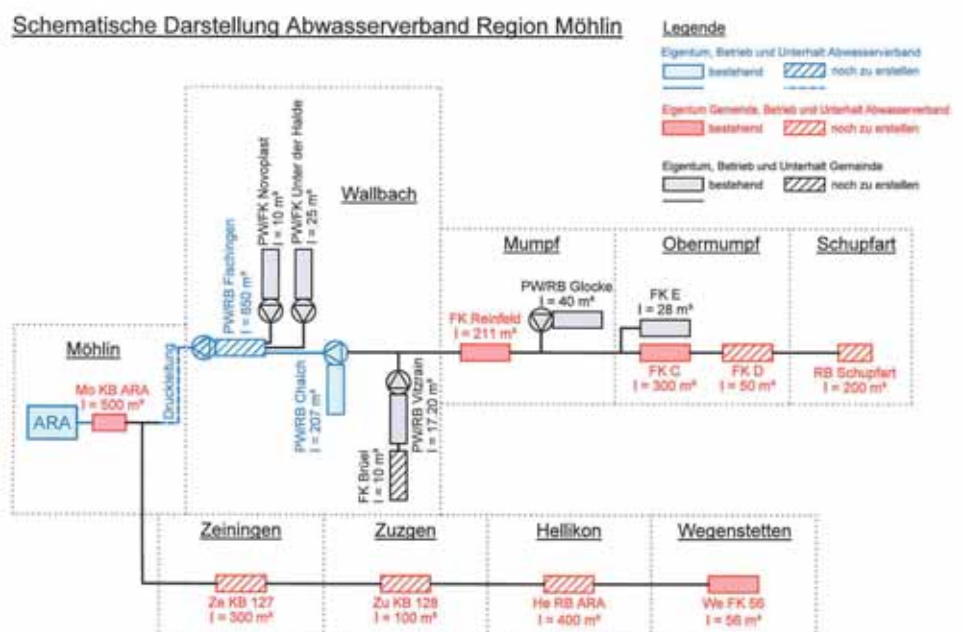 Schematische Darstellung Abwasserverband Region Möhlin
Legende
Eigentum, Betrieb und Unterhalt Abwasserverband
bestehend
noch zu erstellen
Eigentum Gemeinde, Betrieb und Unterhalt Abwasserverband
bestehend
noch zu erstellen
Eigentum, Betrieb und Unterhalt Gemeinde
bestehend
noch zu erstellen
Wallbach
PW/RB Fischingen
I = 650 m³
PW/FK Novoplast
I = 10 m³
PW/FK Unter der Halde
I = 25 m³
Mumpf
Obermumpf
Schupfart
FK Reinfeld
I = 211 m³
PW/RB Glocke
I = 40 m³
FK E
I = 28 m³
FK C
I = 300 m³
FK D
I = 50 m³
RB Schupfart
I = 200 m³
Möhlin
Mo KB ARA
I = 500 m³
ARA
Druckleitung
PW/RB Chalch
I = 207 m³
FK Brüel
I = 10 m³
PW/RB Vitzrain
I = 17.20 m³
Zeiningen
Zuzgen
Hellikon
Wegenstetten
Ze KB 127
I = 300 m³
Zu KB 128
I = 100 m³
He RB ARA
I = 400 m³
We FK 56
I = 56 m³